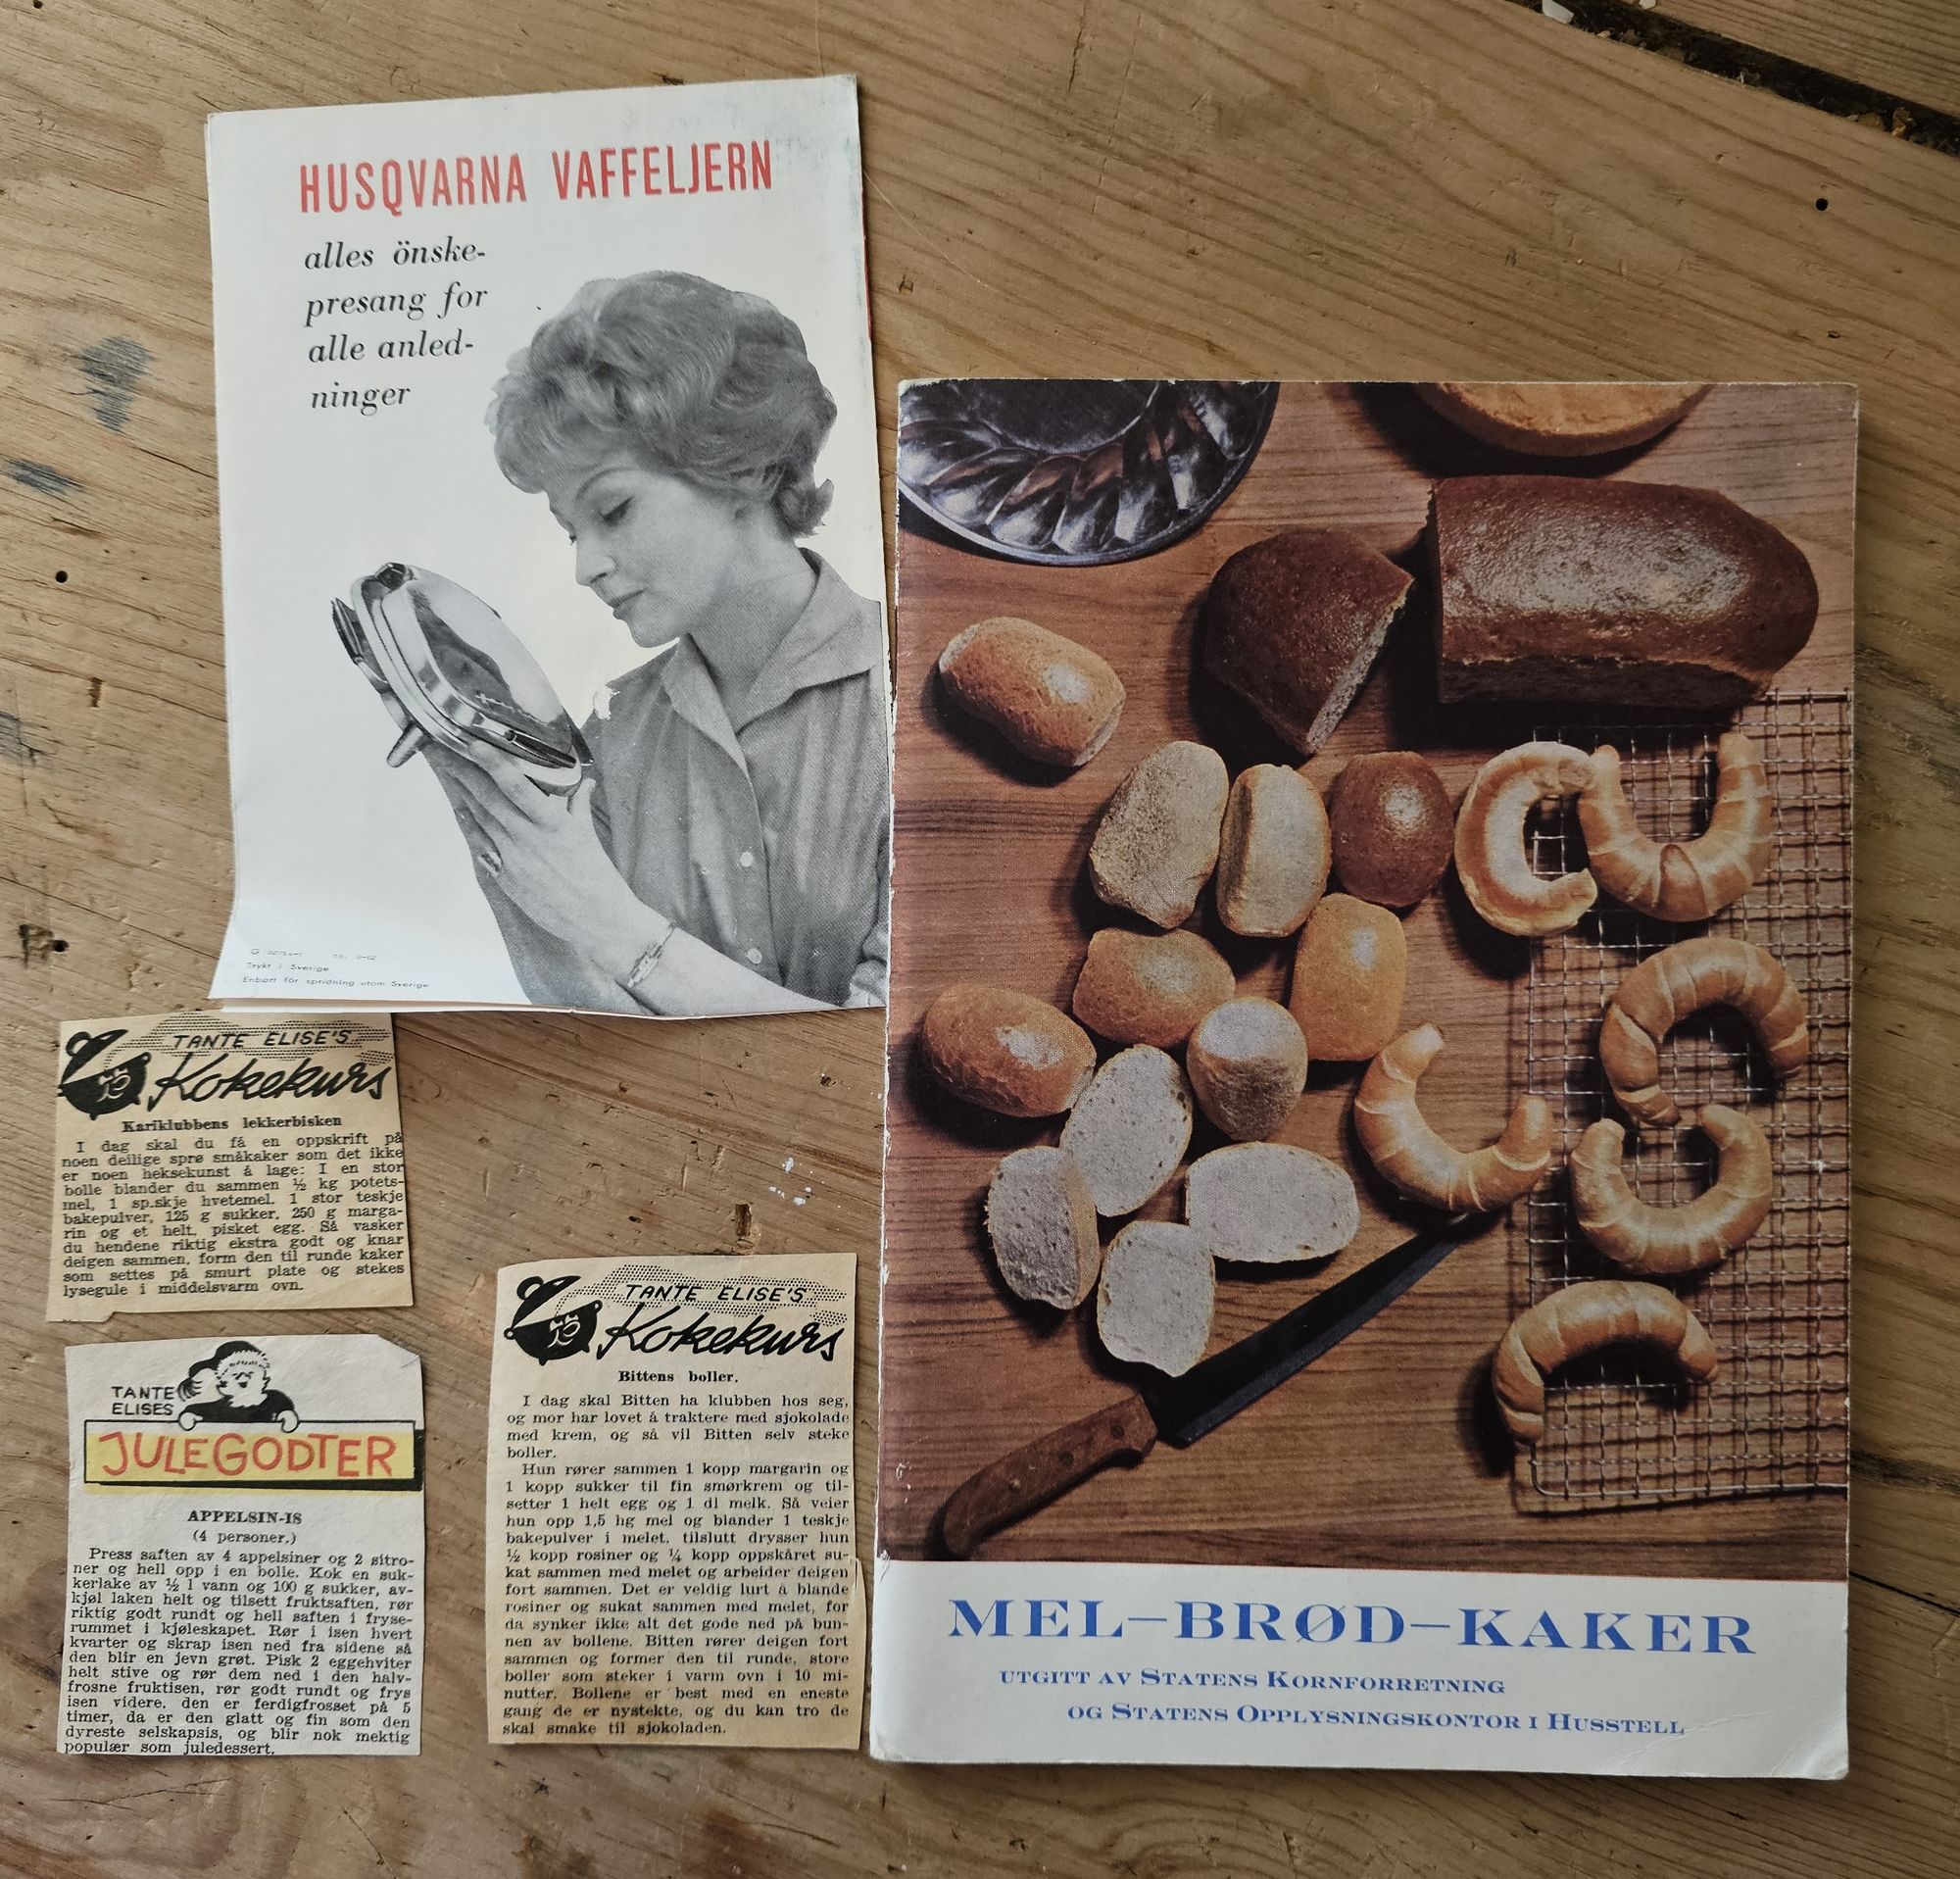 HUSQVARNA VAFFELJERN
alles önske-
presang for
alle anled-
ninger
Trykt i Sverige
Enbart för spridning utom Sverige
TANTE ELISE'S
Kokekurs
Kariklubbens lekkerbisken
I dag skal du få en oppskrift på
noen deilige sprø småkaker som det ikke
er noen heksekunst å lage: I en stor
bolle blander du sammen ½ kg potet-
mel, 1 sp.skje hvetemel, 1 stor teskje
bakepulver, 125 g sukker, 250 g marga-
rin og et helt, pisket egg. Så vasker
du hendene riktig ekstra godt og knar
deigen sammen, form den til runde kaker
som settes på smurt plate og stekes
lysegule i middelsvarm ovn.
TANTE
ELISES
JULEGODTER
APPELSIN-IS
(4 personer.)
Press saften av 4 appelsiner og 2 sitro-
ner og hell opp i en bolle. Kok en suk-
kerlake av ½ l vann og 100 g sukker, av-
kjøl laken helt og tilsett fruktsaften, rør
riktig godt rundt og hell saften i fryse-
rummet i kjøleskapet. Rør i isen hvert
kvarter og skrap isen ned fra sidene så
den blir en jevn grøt. Pisk 2 eggehviter
helt stive og rør dem ned i den halv-
frosne fruktisen, rør godt rundt og frys
isen videre, den er ferdigfrosset på 5
timer, da er den glatt og fin som den
dyreste selskapsis, og blir nok mektig
populær som juledessert.
TANTE ELISE'S
Kokekurs
Bittens boller.
I dag skal Bitten ha klubben hos seg,
og mor har lovet å traktere med sjokolade
med krem, og så vil Bitten selv steke
boller.
Hun rører sammen 1 kopp margarin og
1 kopp sukker til fin smørkrem og til-
setter 1 helt egg og 1 dl melk. Så veier
hun opp 1,5 hg mel og blander 1 teskje
bakepulver i melet, tilslutt drysser hun
½ kopp rosiner og ¼ kopp oppskåret su-
kat sammen med melet og arbeider deigen
fort sammen. Det er veldig lurt å blande
rosiner og sukat sammen med melet, for
da synker ikke alt det gode ned på bun-
nen av bollene. Bitten rører deigen fort
sammen og former den til runde, store
boller som steker i varm ovn i 10 mi-
nutter. Bollene er best med en eneste
gang de er nystekte, og du kan tro de
skal smake til sjokoladen.
MEL–BRØD–KAKER
UTGITT AV STATENS KORNFORRETNING
OG STATENS OPPLYSNINGSKONTOR I HUSSTELL